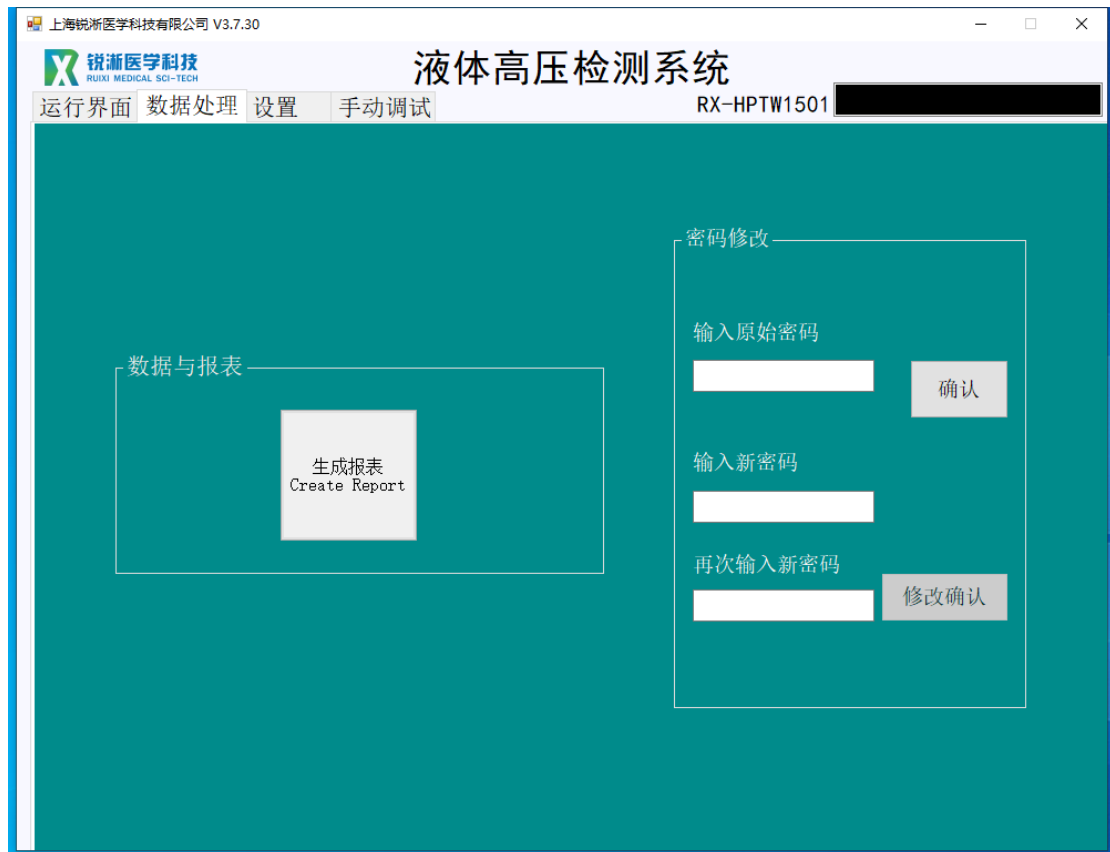 上海锐淅医学科技有限公司 V3.7.30
锐淅医学科技
RUIXI MEDICAL SCI-TECH
液体高压检测系统
运行界面 数据处理 设置 手动调试
RX-HPTW1501
密码修改
输入原始密码
确认
数据与报表
生成报表
Create Report
输入新密码
再次输入新密码
修改确认